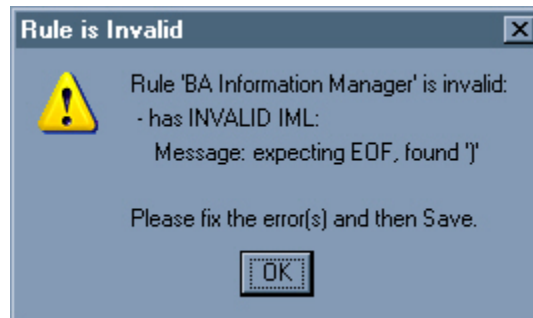 Rule is Invalid
Rule 'BA Information Manager' is invalid:
- has INVALID IML:
Message: expecting EOF, found ')'
Please fix the error(s) and then Save.
OK